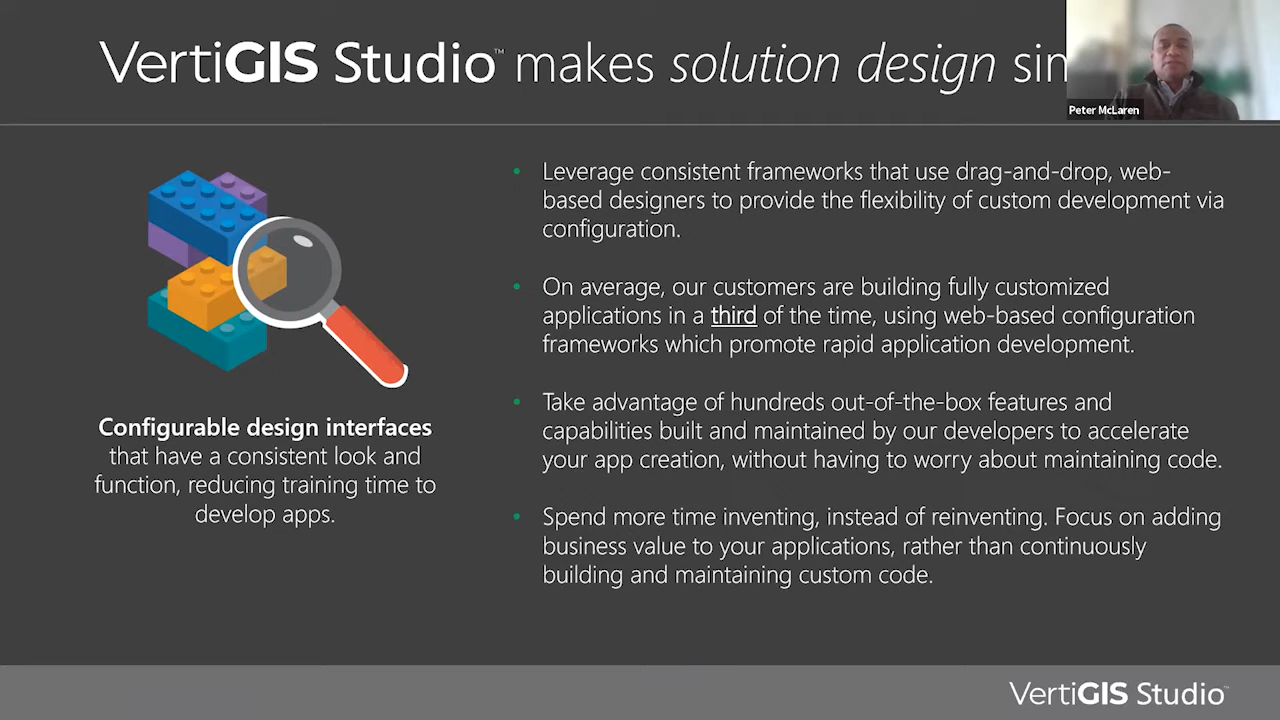 VertiGIS Studio™ makes solution design
Peter McLaren
Leverage consistent frameworks that use drag-and-drop, web-
based designers to provide the flexibility of custom development via
configuration.
On average, our customers are building fully customized
applications in a third of the time, using web-based configuration
frameworks which promote rapid application development.
Take advantage of hundreds out-of-the-box features and
capabilities built and maintained by our developers to accelerate
your app creation, without having to worry about maintaining code.
Spend more time inventing, instead of reinventing. Focus on adding
business value to your applications, rather than continuously
building and maintaining custom code.
Configurable design interfaces
that have a consistent look and
function, reducing training time to
develop apps.
VertiGIS Studio™